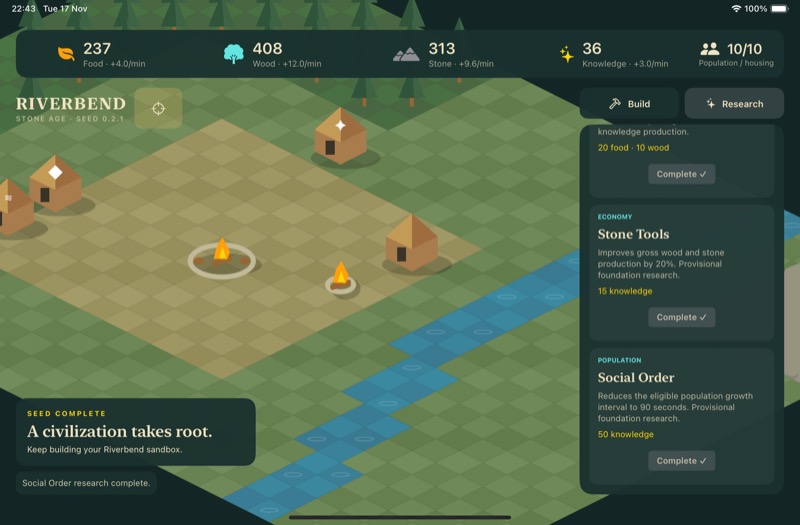 22:43 Tue 17 Nov
100%
237
Food · +4.0/min
408
Wood · +12.0/min
313
Stone · +9.6/min
36
Knowledge · +3.0/min
10/10
Population / housing
RIVERBEND
STONE AGE · SEED 0.2.1
Build
Research
knowledge production.
20 food · 10 wood
Complete ✓
ECONOMY
Stone Tools
Improves gross wood and stone
production by 20%. Provisional
foundation research.
15 knowledge
Complete ✓
POPULATION
Social Order
Reduces the eligible population growth
interval to 90 seconds. Provisional
foundation research.
50 knowledge
Complete ✓
SEED COMPLETE
A civilization takes root.
Keep building your Riverbend sandbox.
Social Order research complete.